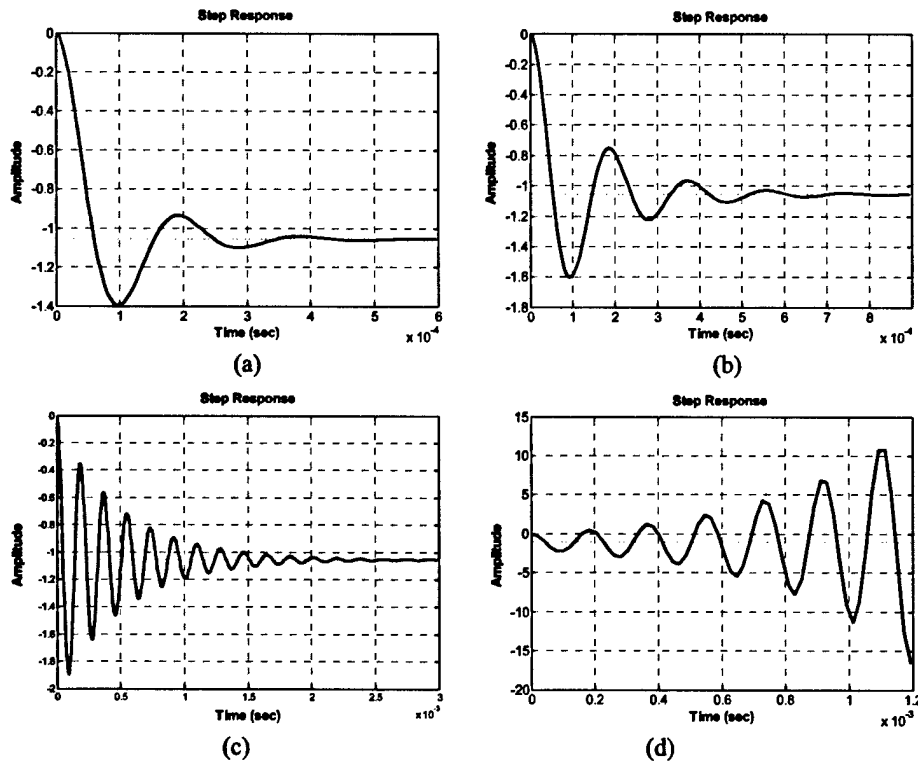 Step Response
Amplitude
0
-0.2
-0.4
-0.6
-0.8
-1
-1.2
-1.4
0 1 2 3 4 5 6
Time (sec)
x 10⁻⁴
(a)
Step Response
Amplitude
0
-0.2
-0.4
-0.6
-0.8
-1
-1.2
-1.4
-1.6
-1.8
0 1 2 3 4 5 6 7 8 9
Time (sec)
x 10⁻⁴
(b)
Step Response
Amplitude
0
-0.2
-0.4
-0.6
-0.8
-1
-1.2
-1.4
-1.6
-1.8
-2
0 0.5 1 1.5 2 2.5 3
Time (sec)
x10⁻³
(c)
Step Response
Amplitude
15
10
5
0
-5
-10
-15
-20
0 0.2 0.4 0.6 0.8 1 1.2
Time (sec)
x 10⁻³
(d)